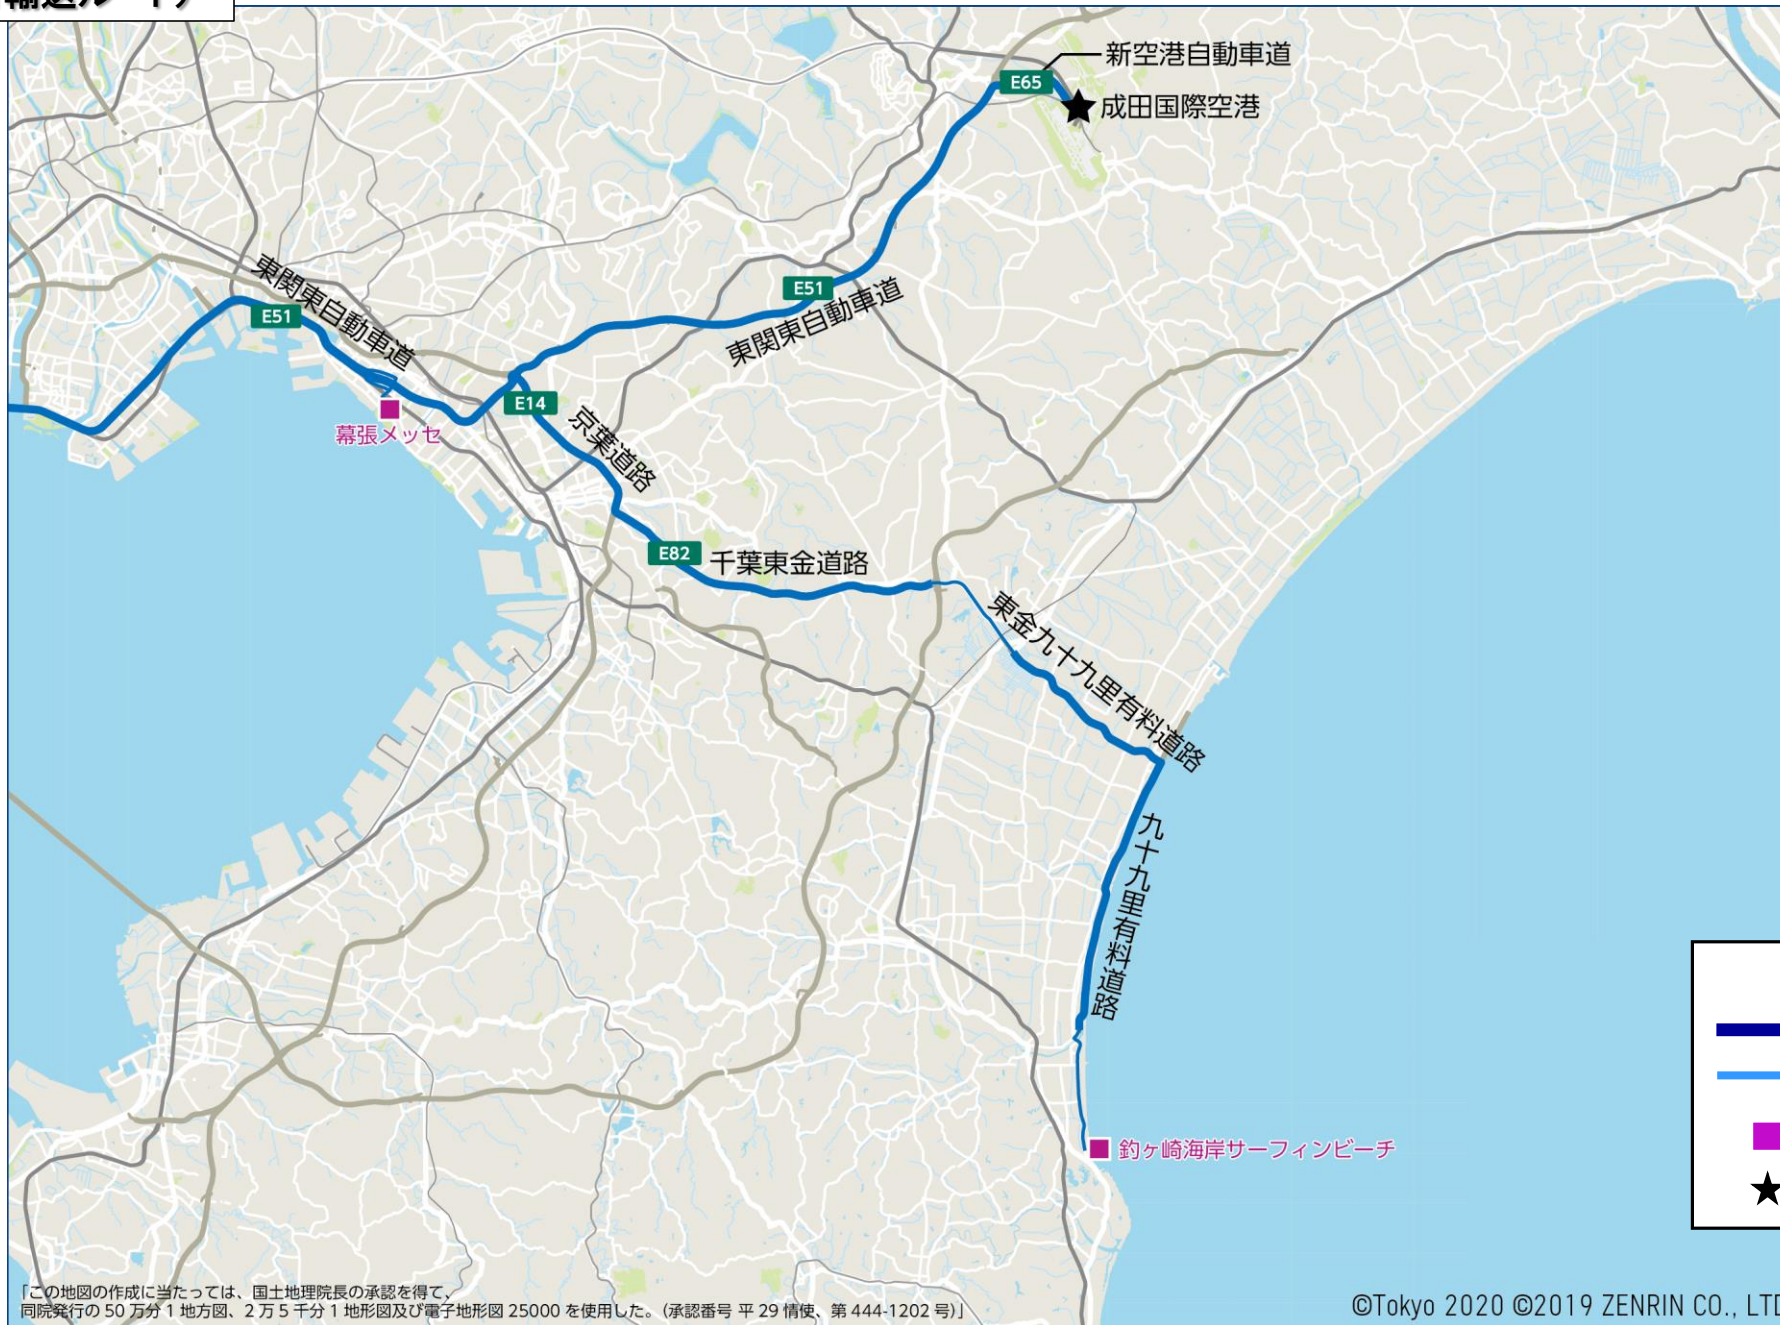 輸送ルート
新空港自動車道
E65
成田国際空港
東関東自動車道
E51
E51
東関東自動車道
幕張メッセ
E14
京葉道路
E82
千葉東金道路
東金九十九里有料道路
九十九里有料道路
釣ヶ崎海岸サーフィンビーチ
「この地図の作成に当たっては、国土地理院長の承認を得て、
同院発行の 50 万分 1 地方図、2 万 5 千分 1 地形図及び電子地形図 25000 を使用した。（承認番号 平 29 情使、第 444-1202 号）」
©Tokyo 2020 ©2019 ZENRIN CO., LTD